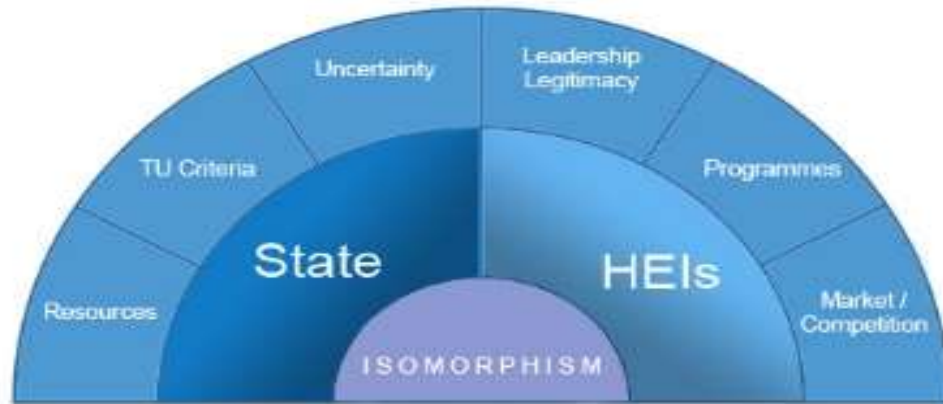 Leadership
Legitimacy
Uncertainty
TU Criteria
Programmes
State
HEIs
Resources
Market /
Competition
ISOMORPHISM